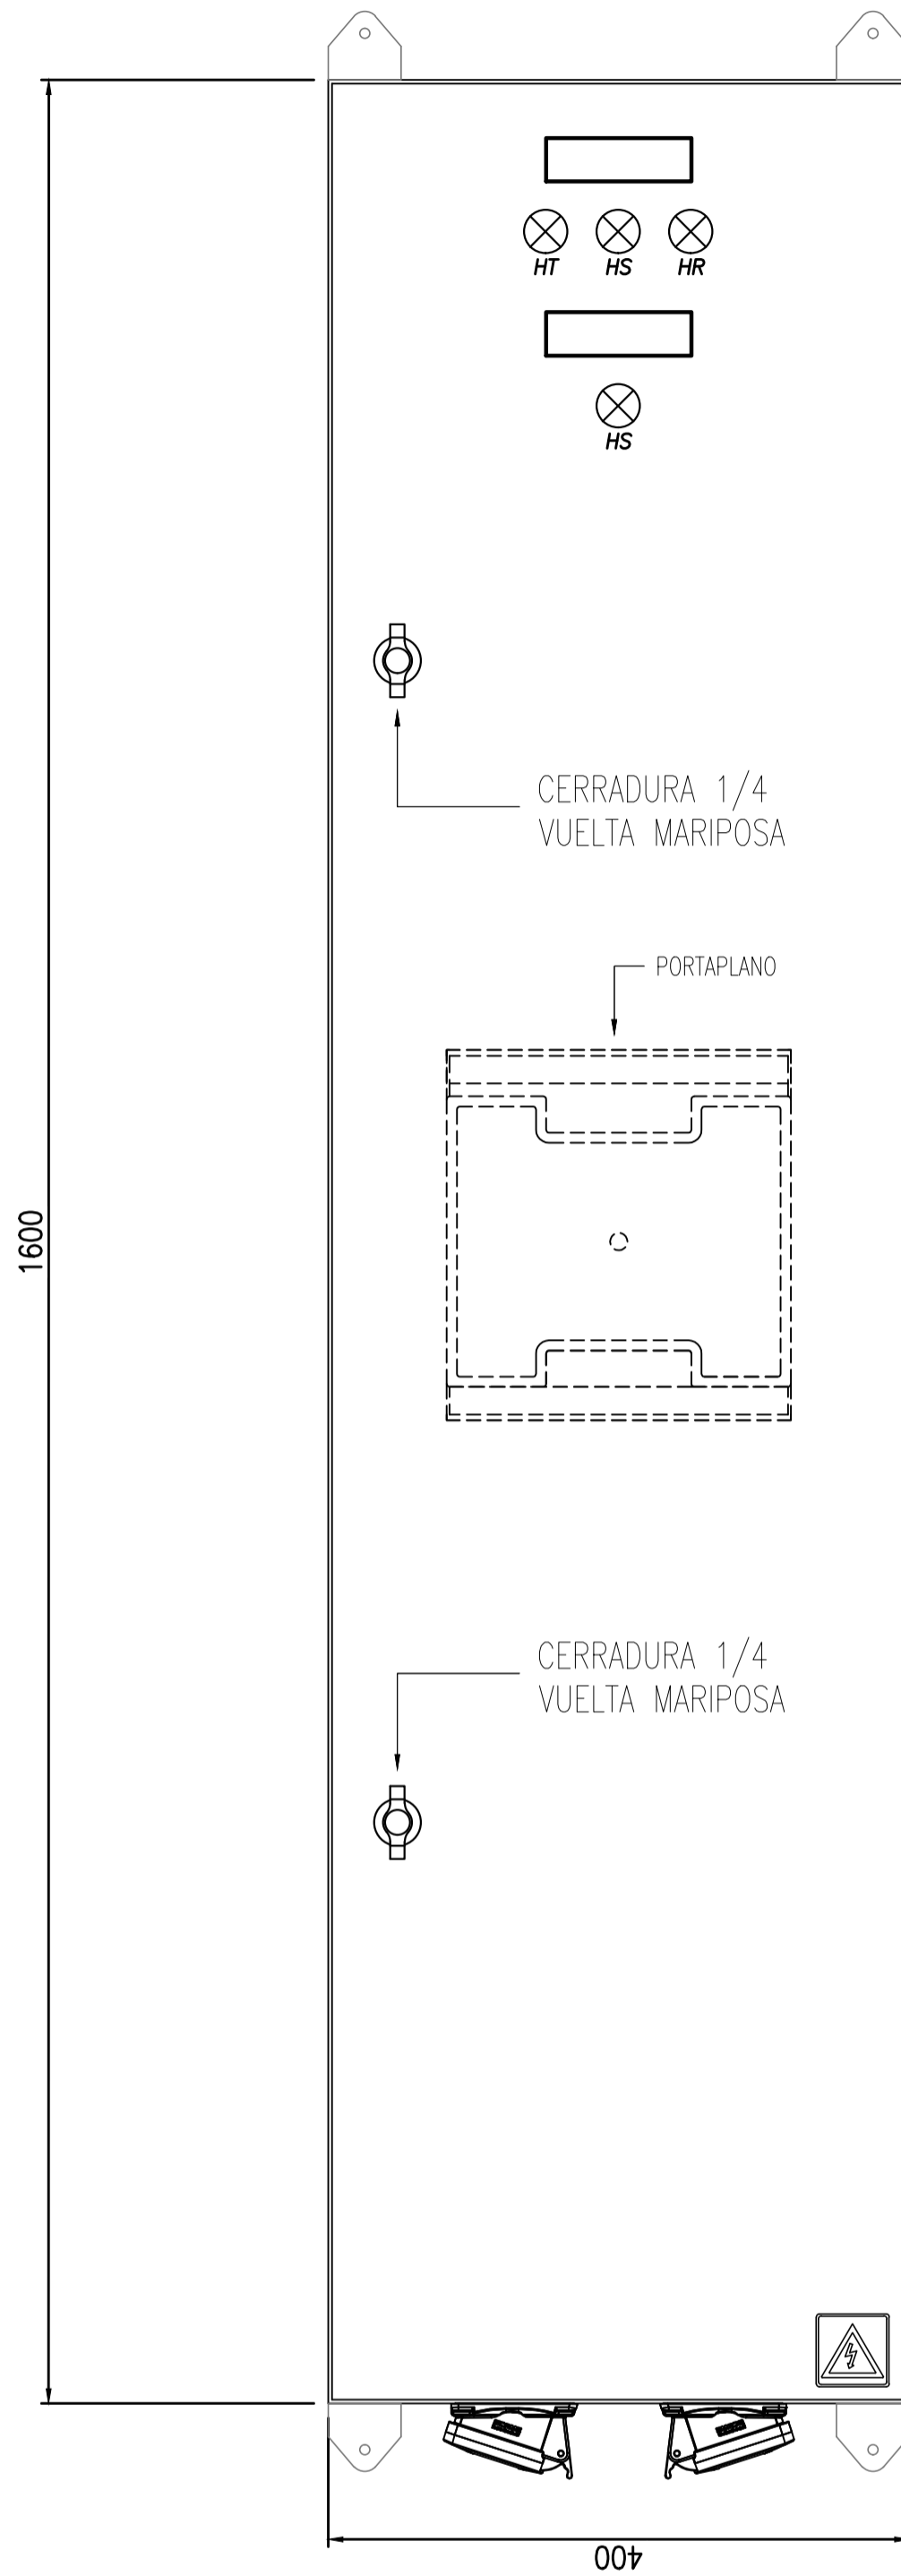 HT HS HR
HS
CERRADURA 1/4
VUELTA MARIPOSA
PORTAPLANO
1600
CERRADURA 1/4
VUELTA MARIPOSA
400